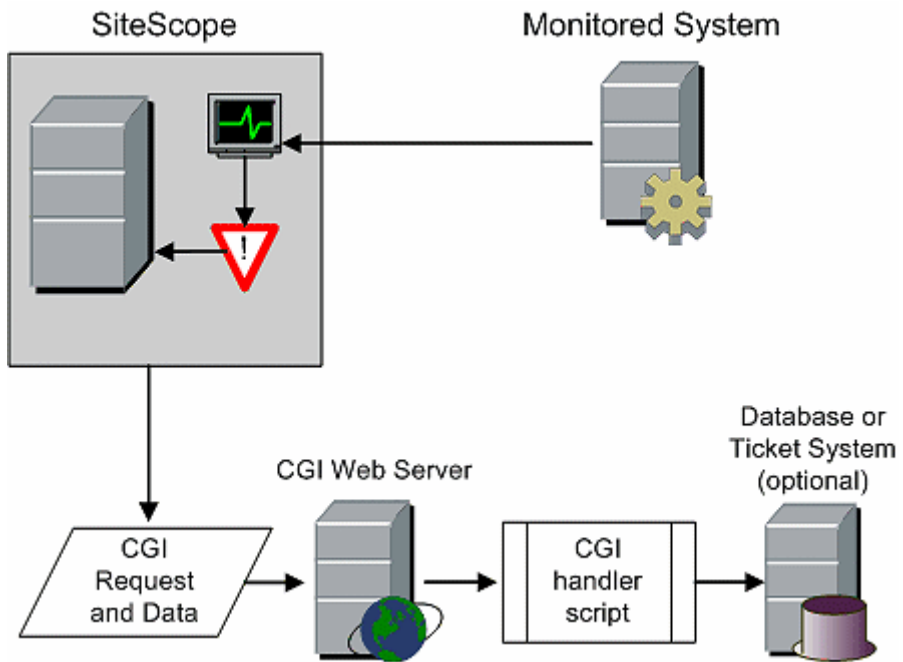 SiteScope
Monitored System
!
Database or
Ticket System
(optional)
CGI Web Server
CGI
Request
and Data
CGI
handler
script